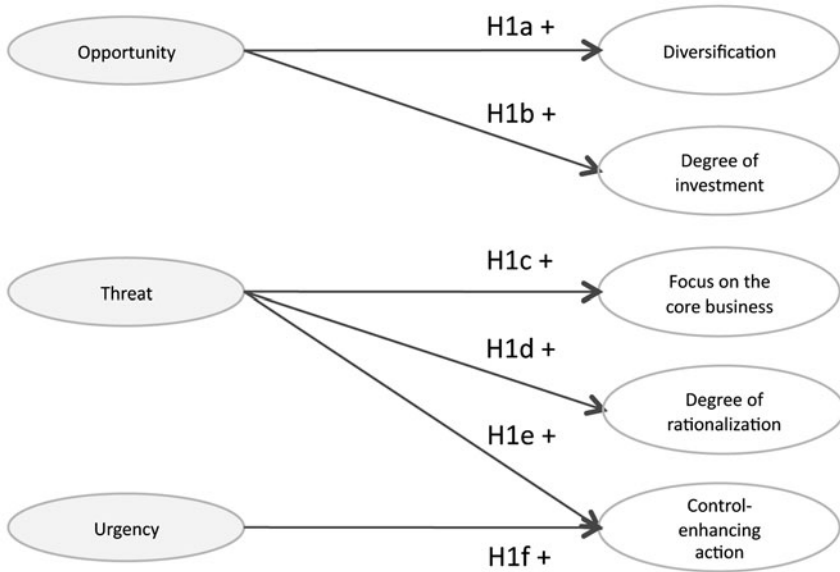 H1a +
Opportunity
Diversification
H1b +
Degree of
investment
H1c +
Threat
Focus on the
core business
H1d +
Degree of
rationalization
H1e +
Urgency
Control-
enhancing
action
H1f +